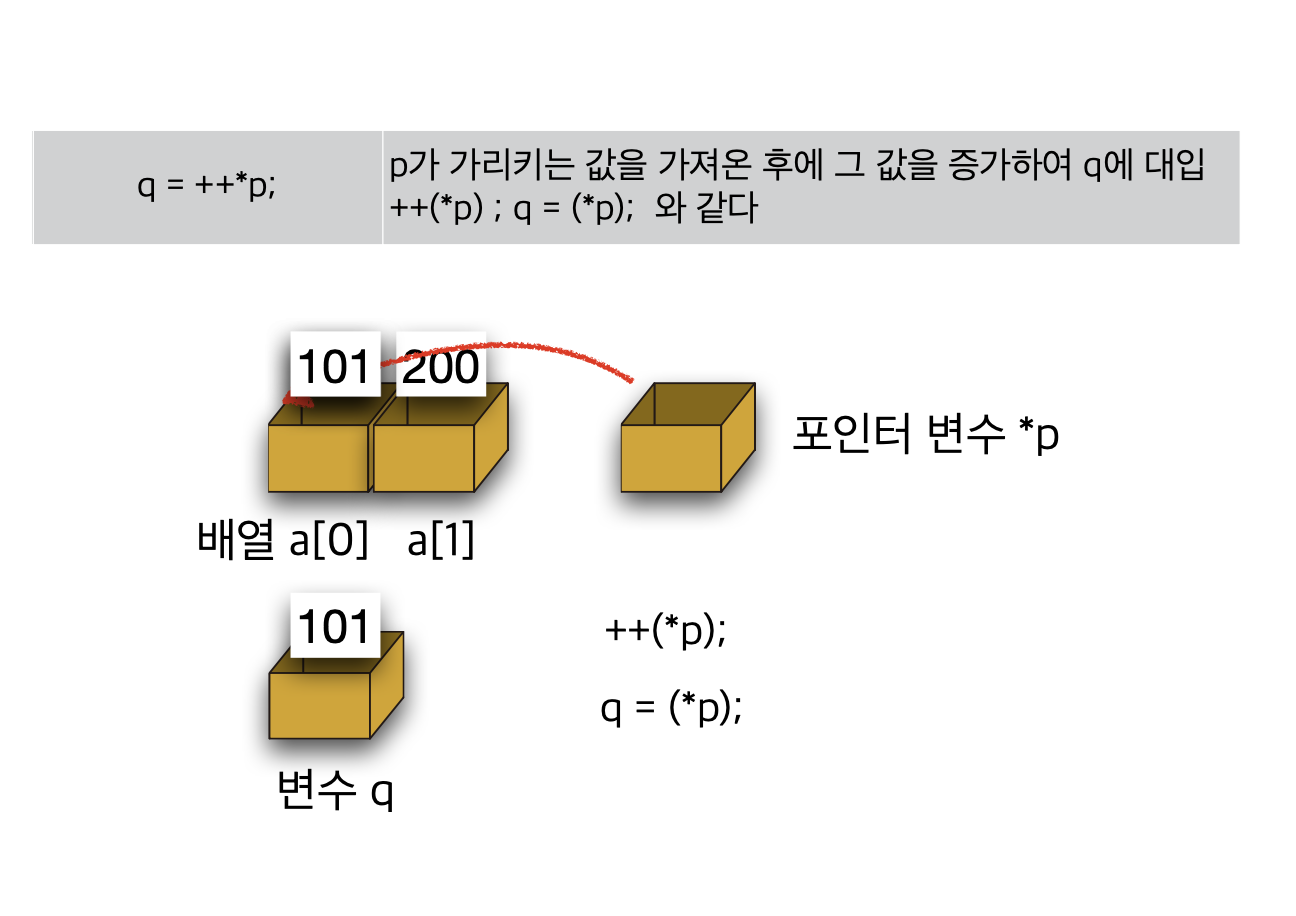 q = ++*p;
p가 가리키는 값을 가져온 후에 그 값을 증가하여 q에 대입
++(*p) ; q = (*p);  와 같다
101 200
포인터 변수 *p
배열 a[0] a[1]
101
++(*p);
q = (*p);
변수 q